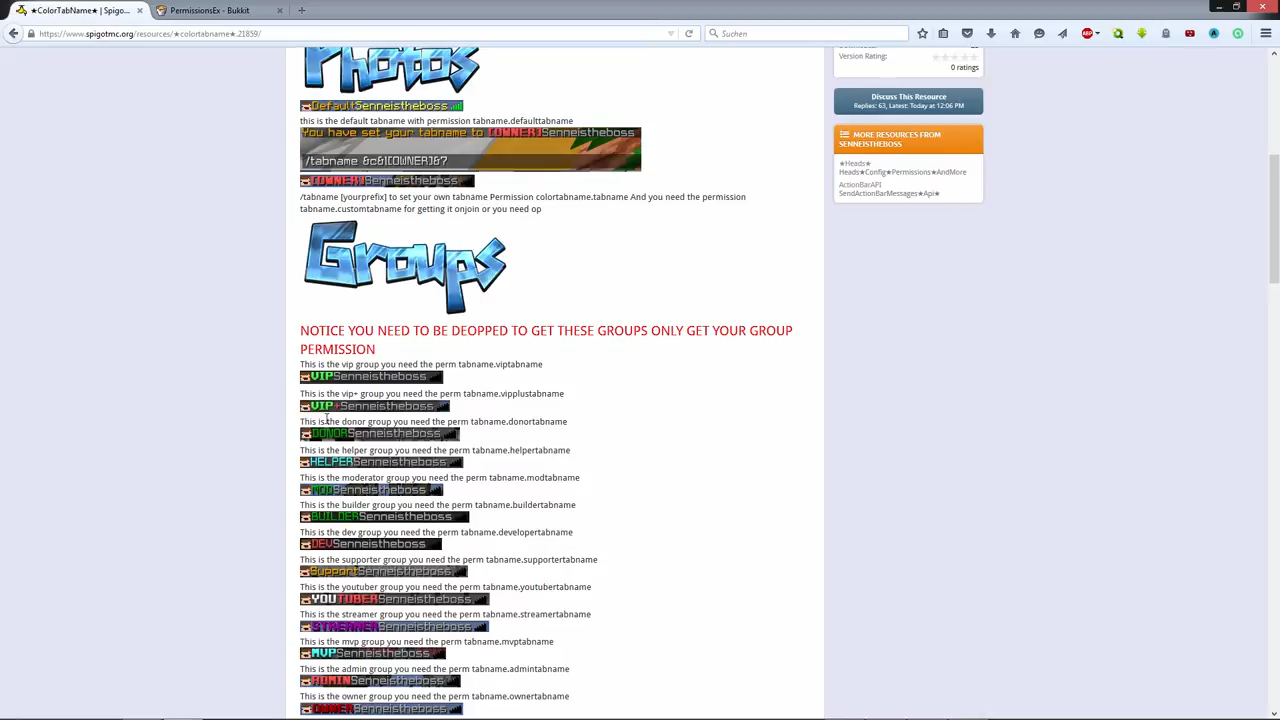 ★ColorTabName★ | Spigo...
PermissionsEx - Bukkit
https://www.spigotmc.org/resources/★colortabname★.21859/
Suchen
Photos
DefaultSenneistheboss
this is the default tabname with permission tabname.defaulttabname
You have set your tabname to [OWNER]Senneistheboss
/tabname &c&l[OWNER]&7
[OWNER]Senneistheboss
/tabname [yourprefix] to set your own tabname Permission colortabname.tabname And you need the permission
tabname.customtabname for getting it onjoin or you need op
Groups
NOTICE YOU NEED TO BE DEOPPED TO GET THESE GROUPS ONLY GET YOUR GROUP
PERMISSION
This is the vip group you need the perm tabname.viptabname
VIPSenneistheboss
This is the vip+ group you need the perm tabname.vipplustabname
VIP+Senneistheboss
This is the donor group you need the perm tabname.donortabname
DONORSenneistheboss
This is the helper group you need the perm tabname.helpertabname
HELPERSenneistheboss
This is the moderator group you need the perm tabname.modtabname
MODSenneistheboss
This is the builder group you need the perm tabname.buildertabname
BUILDERSenneistheboss
This is the dev group you need the perm tabname.developertabname
DEVSenneistheboss
This is the supporter group you need the perm tabname.supportertabname
SupportSenneistheboss
This is the youtuber group you need the perm tabname.youtubertabname
YOUTUBERSenneistheboss
This is the streamer group you need the perm tabname.streamertabname
STREAMERSenneistheboss
This is the mvp group you need the perm tabname.mvptabname
MVPSenneistheboss
This is the admin group you need the perm tabname.admintabname
ADMINSenneistheboss
This is the owner group you need the perm tabname.ownertabname
OWNERSenneistheboss
Version Rating:
0 ratings
Discuss This Resource
Replies: 63, Latest: Today at 12:06 PM
MORE RESOURCES FROM
SENNEISTHEBOSS
★Heads★
Heads★Config★Permissions★AndMore
ActionBarAPI
SendActionBarMessages★Api★